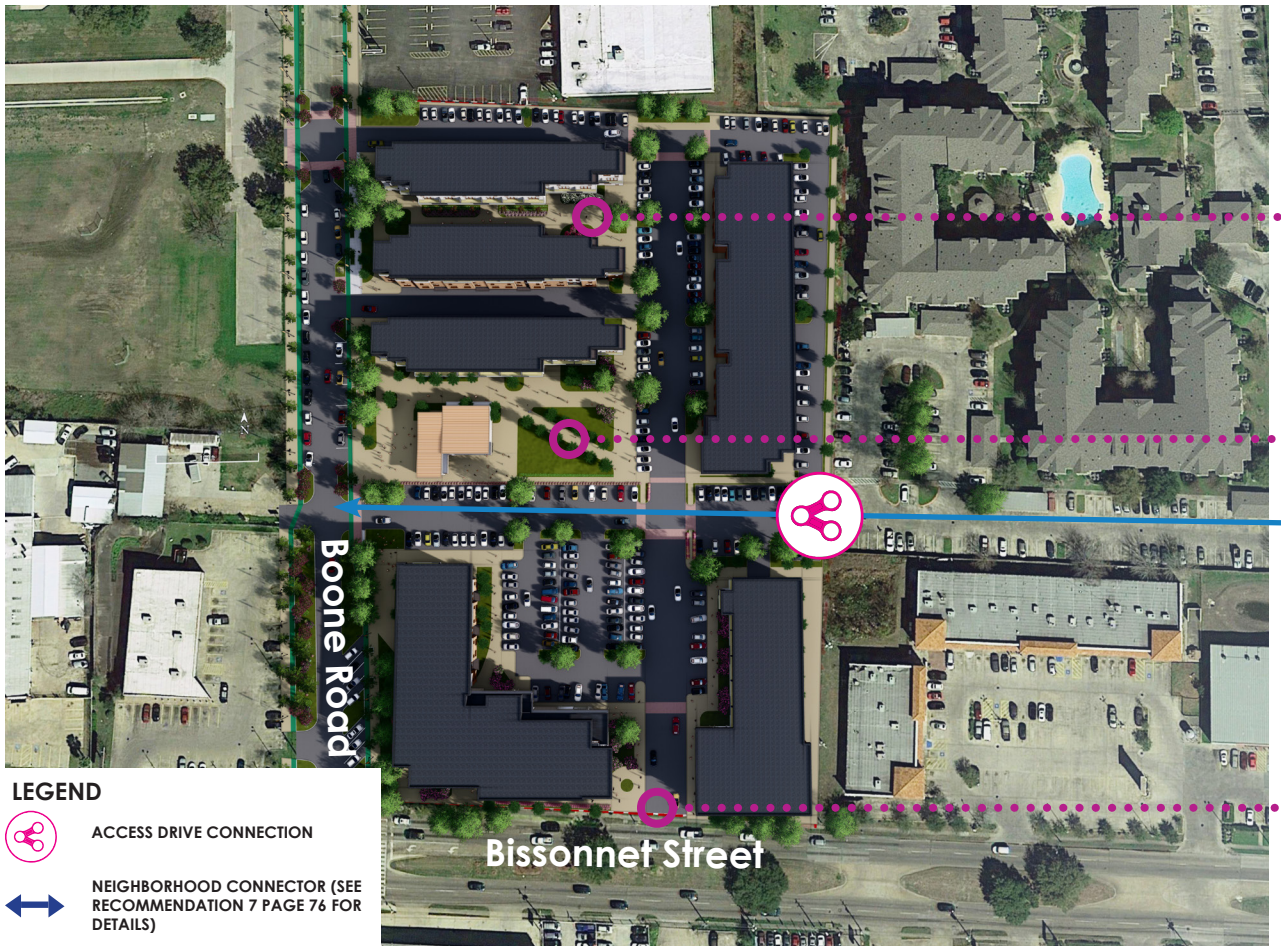 Boone Road
Bissonnet Street
LEGEND
ACCESS DRIVE CONNECTION
NEIGHBORHOOD CONNECTOR (SEE
RECOMMENDATION 7 PAGE 76 FOR
DETAILS)